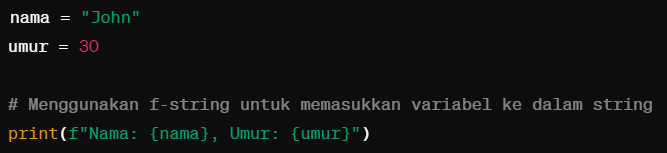 nama = "John"
umur = 30
# Menggunakan f-string untuk memasukkan variabel ke dalam string
print(f"Nama: {nama}, Umur: {umur}")